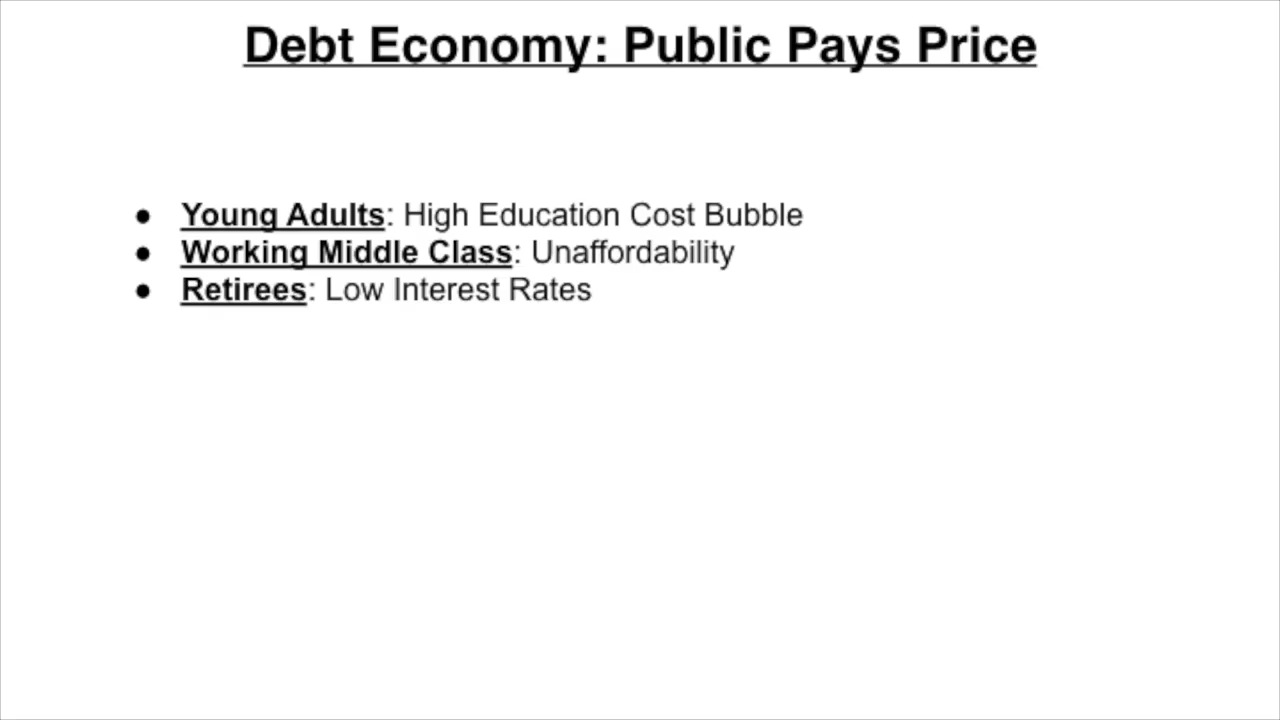 Debt Economy: Public Pays Price
● Young Adults: High Education Cost Bubble
● Working Middle Class: Unaffordability
● Retirees: Low Interest Rates